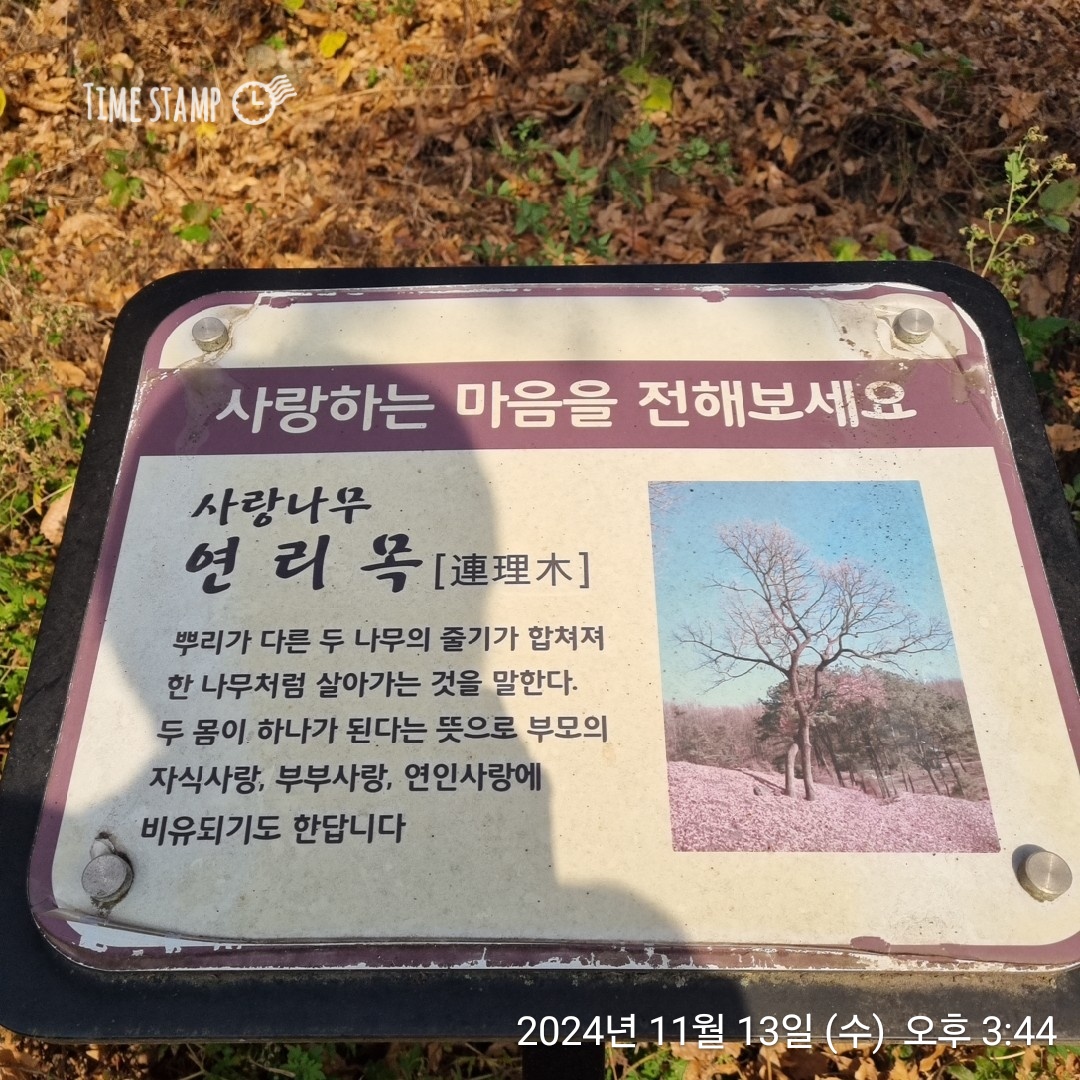 TIME STAMP
사랑하는 마음을 전해보세요
사랑나무
연리목 [連理木]
뿌리가 다른 두 나무의 줄기가 합쳐져
한 나무처럼 살아가는 것을 말한다.
두 몸이 하나가 된다는 뜻으로 부모의
자식사랑, 부부사랑, 연인사랑에
비유되기도 한답니다
2024년 11월 13일 (수) 오후 3:44